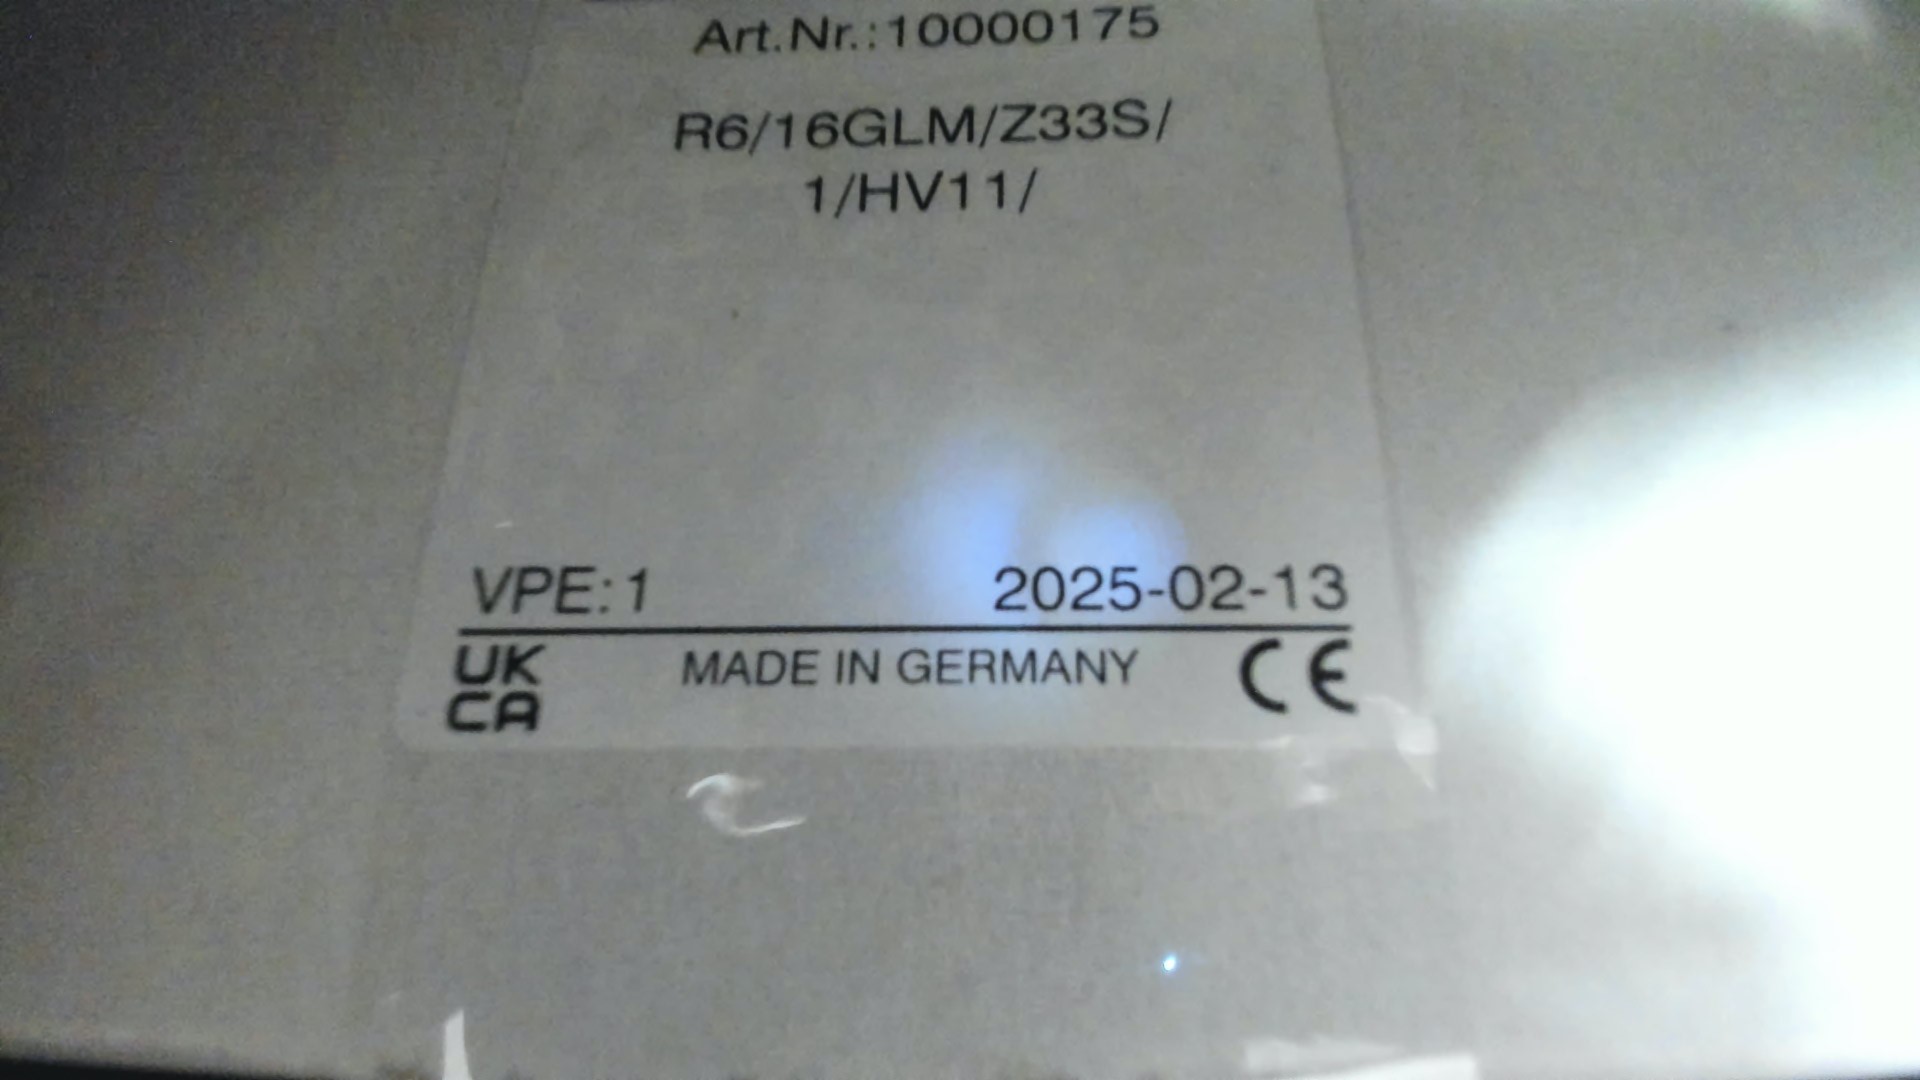 Art.Nr.:10000175
R6/16GLM/Z33S/
1/HV11/
VPE:1 2025-02-13
UK
CA MADE IN GERMANY CE